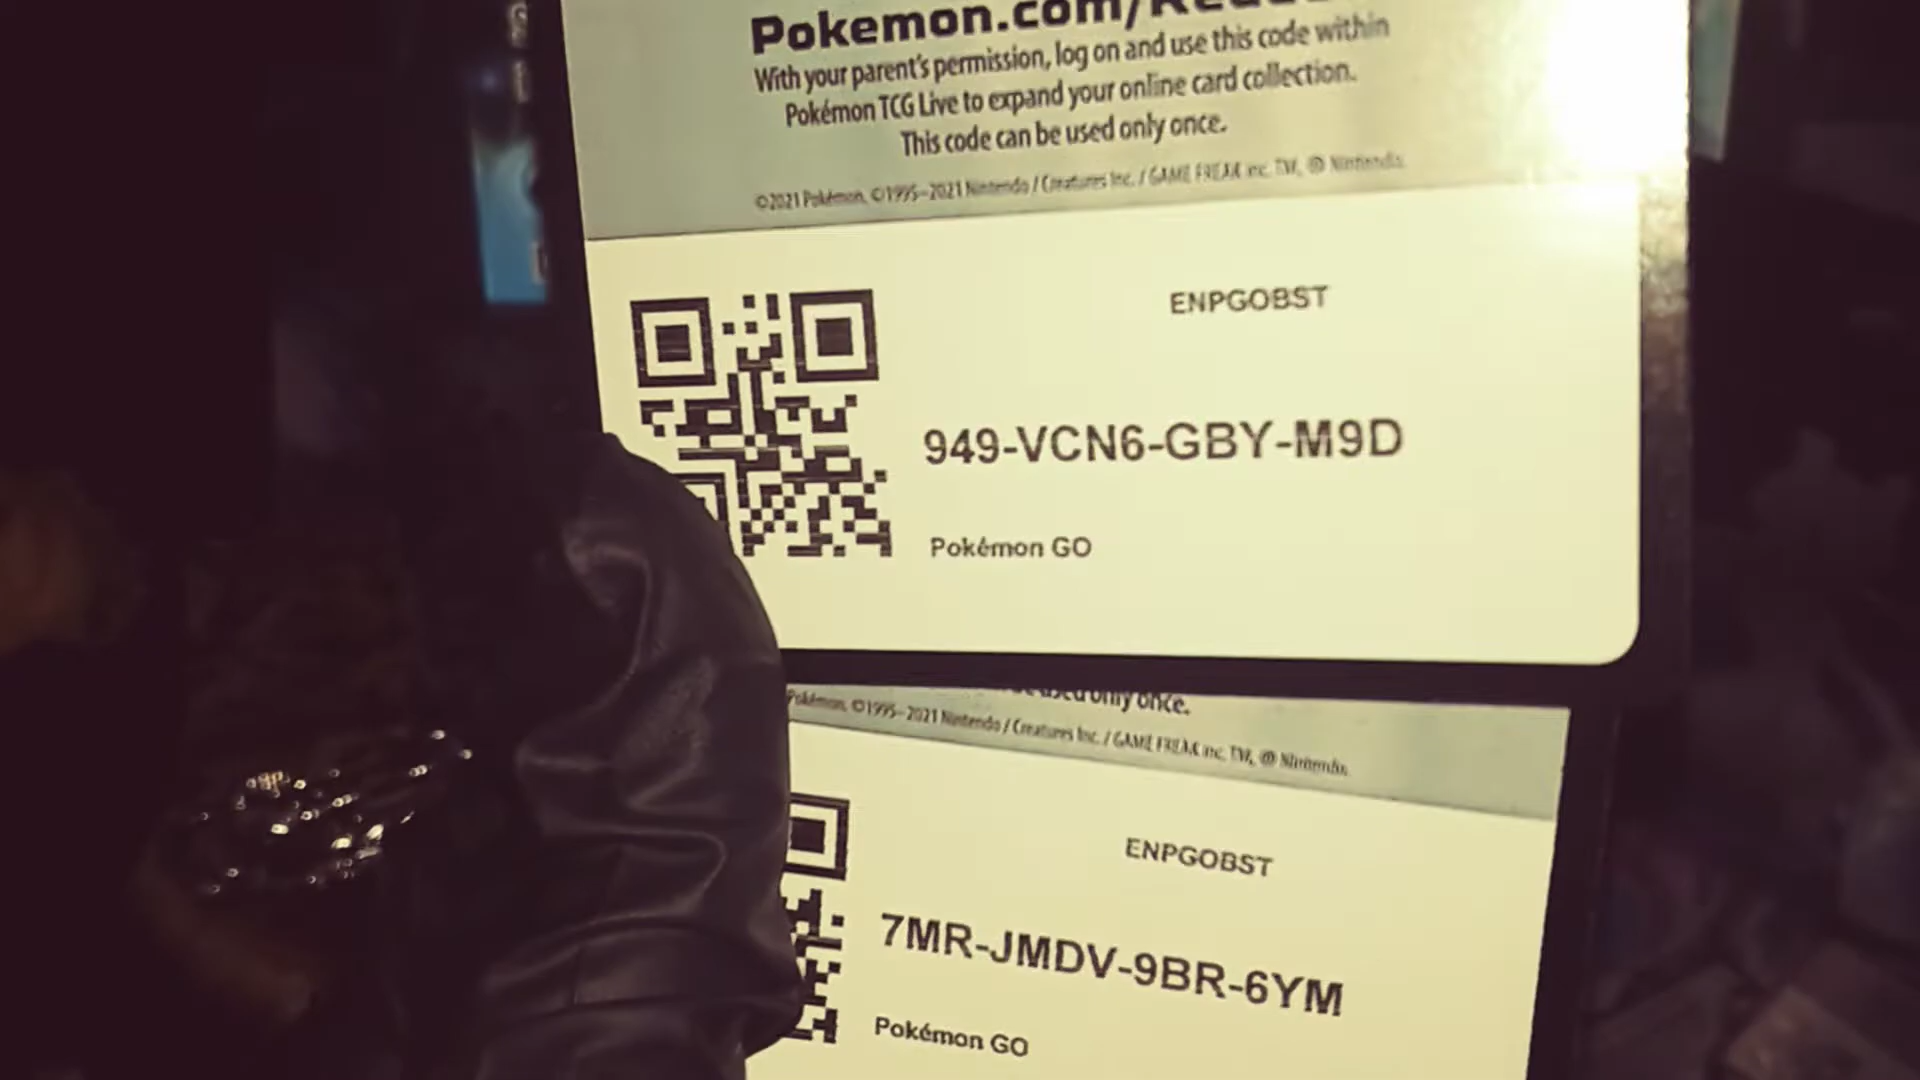 Pokemon.com/
With your parent's permission, log on and use this code within
Pokémon TCG Live to expand your online card collection.
This code can be used only once.
©2021 Pokémon, ©1995–2021 Nintendo / Creatures Inc. / GAME FREAK inc. TM, ® Nintendo.
ENPGOBST
949-VCN6-GBY-M9D
Pokémon GO
used only once.
Pokémon, ©1995–2021 Nintendo / Creatures Inc. / GAME FREAK inc. TM, ® Nintendo.
ENPGOBST
7MR-JMDV-9BR-6YM
Pokémon GO